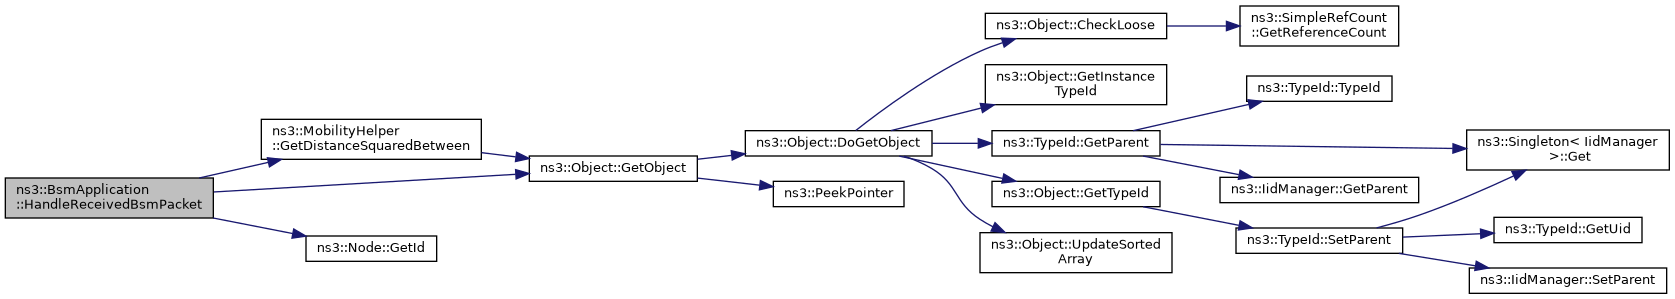 ns3::BsmApplication
::HandleReceivedBsmPacket
ns3::MobilityHelper
::GetDistanceSquaredBetween
ns3::Node::GetId
ns3::Object::GetObject
ns3::Object::DoGetObject
ns3::PeekPointer
ns3::Object::CheckLoose
ns3::Object::GetInstance
TypeId
ns3::TypeId::GetParent
ns3::Object::GetTypeId
ns3::Object::UpdateSorted
Array
ns3::SimpleRefCount
::GetReferenceCount
ns3::TypeId::TypeId
ns3::IidManager::GetParent
ns3::TypeId::SetParent
ns3::Singleton< IidManager
>::Get
ns3::TypeId::GetUid
ns3::IidManager::SetParent